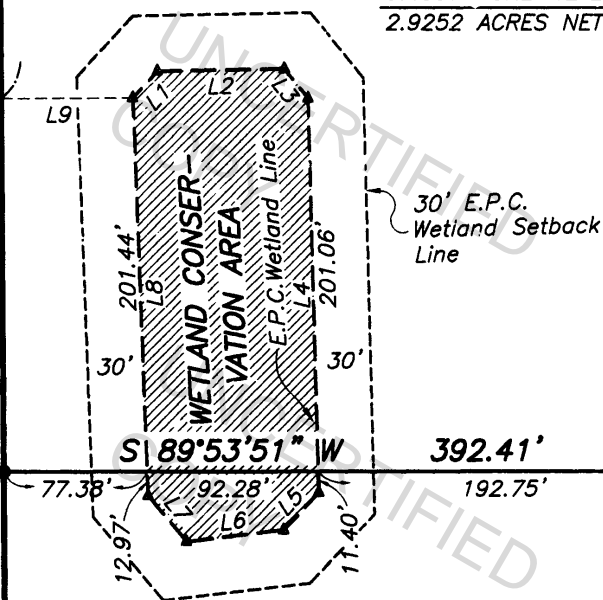 2.9252 ACRES NET
L1
L2
L3
L9
30' E.P.C.
Wetland Setback
Line
WETLAND CONSER-
VATION AREA
E.P.C. Wetland Line
201.44'
L8
L4
201.06'
30'
30'
S 89°53'51" W 392.41'
77.38'
92.28'
192.75'
12.97'
L7
L6
L5
11.40'
UNCERTIFIED
COPY
UNCERTIFIED
COPY